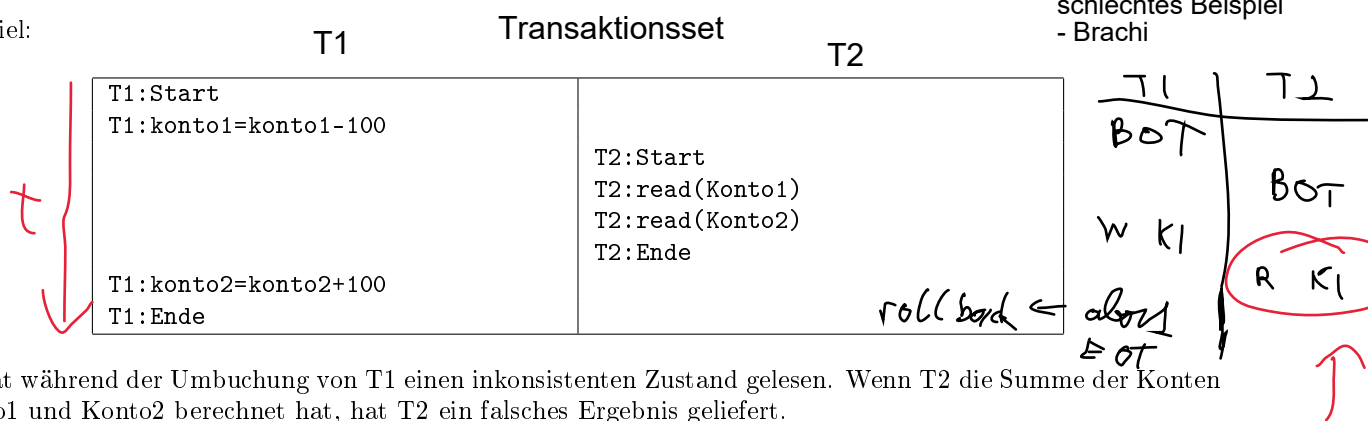 schlechtes Beispiel
- Brachi
iel:
T1
Transaktionsset
T2
T1:Start
T1:konto1=konto1-100
T2:Start
T2:read(Konto1)
T2:read(Konto2)
T2:Ende
T1:konto2=konto2+100
T1:Ende
t
T1 T2
BOT
BOT
W K1
R K1
rollback ← abort
EOT
at während der Umbuchung von T1 einen inkonsistenten Zustand gelesen. Wenn T2 die Summe der Konten
o1 und Konto2 berechnet hat, hat T2 ein falsches Ergebnis geliefert.